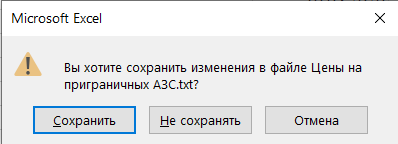 Microsoft Excel
Вы хотите сохранить изменения в файле Цены на
приграничных АЗС.txt?
Сохранить Не сохранять Отмена